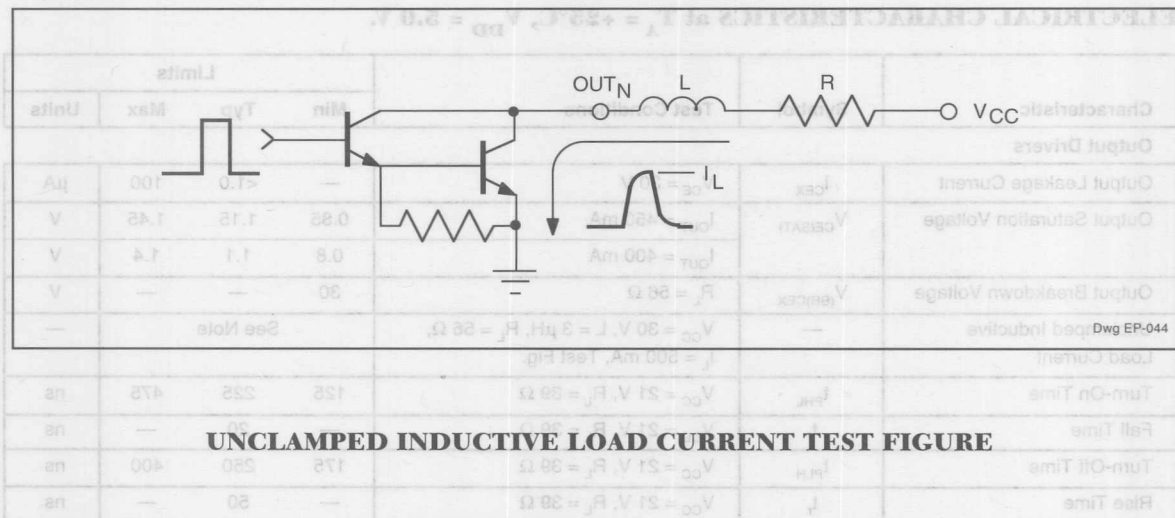 ELECTRICAL CHARACTERISTICS at T_A = +25°C, V_DD = 5.0 V.
Limits
Characteristic Symbol Test Conditions Min Typ Max Units
Output Drivers
Output Leakage Current I_CEX V_CE = 30 V — <1.0 100 µA
Output Saturation Voltage V_CE(SAT) I_OUT = 450 mA 0.85 1.15 1.45 V
I_OUT = 400 mA 0.8 1.1 1.4 V
Output Breakdown Voltage V_(BR)CEX R_L = 56 Ω 30 — — V
Inductive — V_CC = 30 V, L = 3 µH, R_L = 56 Ω, See Note —
Load Current I_L = 500 mA, Test Fig.
Turn-On Time t_PHL V_CC = 21 V, R_L = 39 Ω 125 225 475 ns
Fall Time t_f V_CC = 21 V, R_L = 39 Ω — 20 — ns
Turn-Off Time t_PLH V_CC = 21 V, R_L = 39 Ω 175 250 400 ns
Rise Time t_r V_CC = 21 V, R_L = 39 Ω — 50 — ns
OUT_N L R V_CC
I_L
Dwg EP-044
UNCLAMPED INDUCTIVE LOAD CURRENT TEST FIGURE